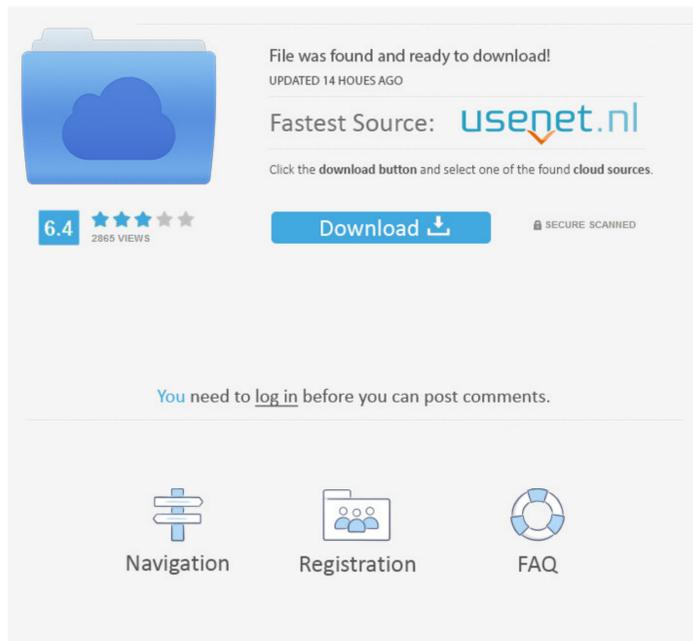 File was found and ready to download!
UPDATED 14 HOUES AGO
Fastest Source: usenet.nl
Click the download button and select one of the found cloud sources.
6.4
2865 VIEWS
Download
SECURE SCANNED
You need to log in before you can post comments.
Navigation
Registration
FAQ